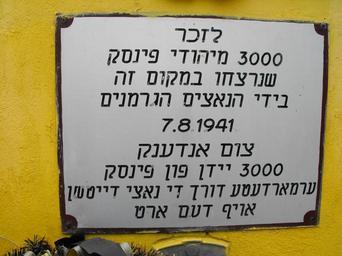 לזכר
3000 מיהודי פינסק
שנרצחו במקום זה
בידי הנאצים הגרמנים
7.8.1941
צום אנדענק
3000 יידן פון פינסק
ערמארדעטע דורך די נאצי דייטשן
אויף דעם ארט